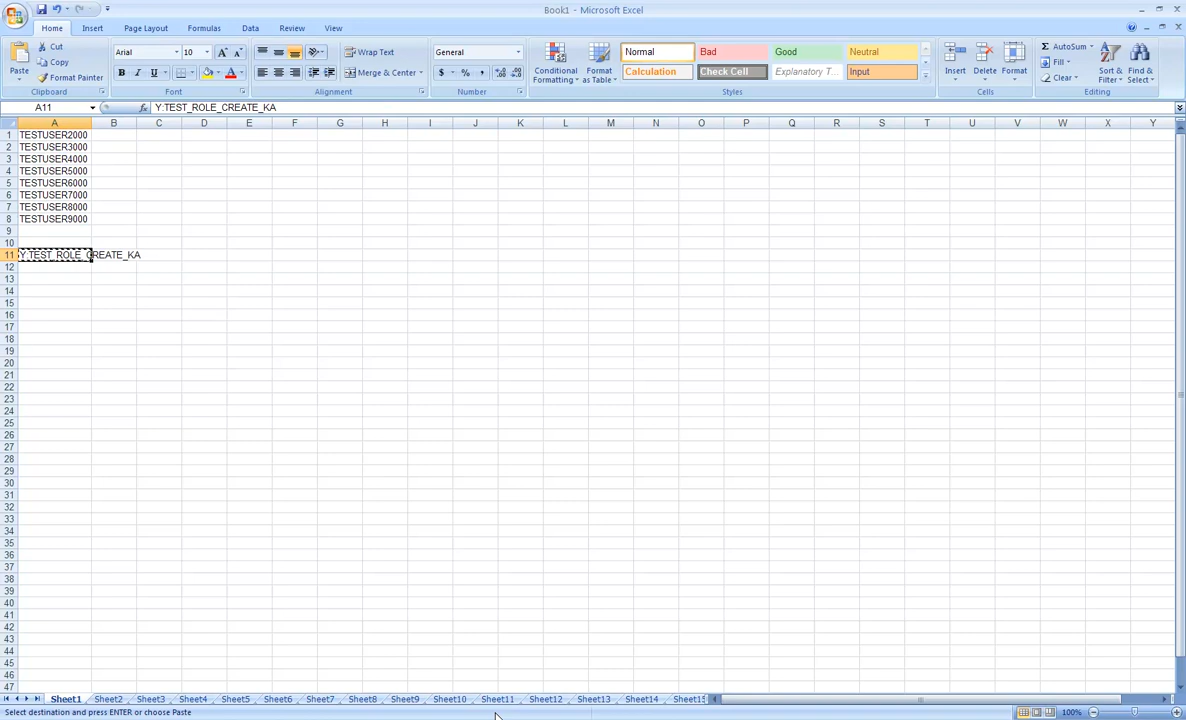 Book1 - Microsoft Excel
Home Insert Page Layout Formulas Data Review View
Paste
Cut
Copy
Format Painter
Clipboard
Arial 10
B I U
Font
Wrap Text
Merge & Center
Alignment
General
$ % ,
Number
Conditional Formatting
Format as Table
Normal Bad Good Neutral
Calculation Check Cell Explanatory T... Input
Styles
Insert Delete Format
Cells
AutoSum
Fill
Clear
Sort & Filter
Find & Select
Editing
A11 fx Y:TEST_ROLE_CREATE_KA
A B C D E F G H I J K L M N O P Q R S T U V W X Y
1 TESTUSER2000
2 TESTUSER3000
3 TESTUSER4000
4 TESTUSER5000
5 TESTUSER6000
6 TESTUSER7000
7 TESTUSER8000
8 TESTUSER9000
9
10
11 Y:TEST_ROLE_CREATE_KA
12
13
14
15
16
17
18
19
20
21
22
23
24
25
26
27
28
29
30
31
32
33
34
35
36
37
38
39
40
41
42
43
44
45
46
47
Sheet1 Sheet2 Sheet3 Sheet4 Sheet5 Sheet6 Sheet7 Sheet8 Sheet9 Sheet10 Sheet11 Sheet12 Sheet13 Sheet14 Sheet15
Select destination and press ENTER or choose Paste 100%